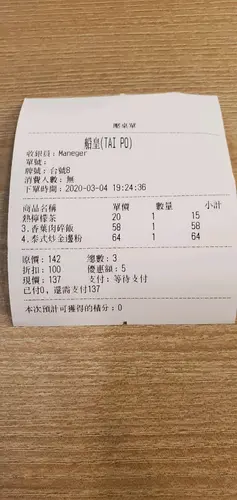 壓桌單
船皇(TAI PO)
收銀員：Maneger
單號：
牌號：台號8
消費人數：無
下單時間：2020-03-04 19:24:36
商品名稱 單價 數量 小計
熱檸檬茶 20 1 15
3.香葉肉碎飯 58 1 58
4.泰式炒金邊粉 64 1 64
原價：142 總數：3
折扣：100 優惠額：5
現價：137 支付：等待支付
已付0，還需支付137
本次預計可獲得的積分：0